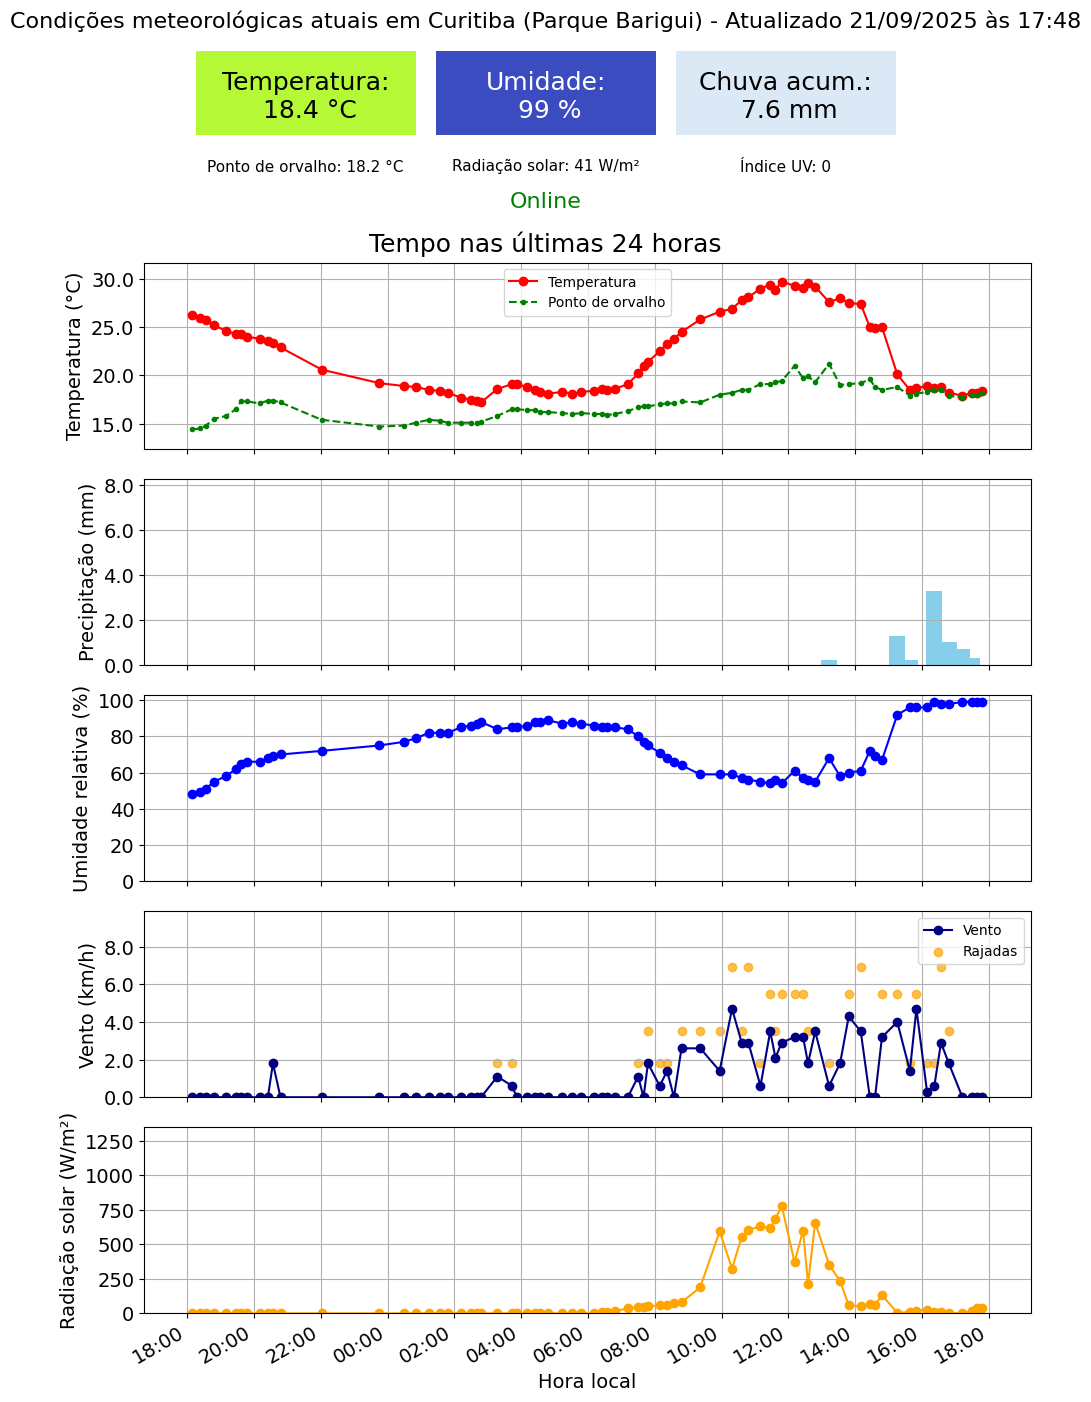 Condições meteorológicas atuais em Curitiba (Parque Barigui) - Atualizado 21/09/2025 às 17:48
Temperatura:
18.4 °C
Umidade:
99 %
Chuva acum.:
7.6 mm
Ponto de orvalho: 18.2 °C
Radiação solar: 41 W/m²
Índice UV: 0
Online
Tempo nas últimas 24 horas
Temperatura (°C)
30.0
25.0
20.0
15.0
Temperatura
Ponto de orvalho
Precipitação (mm)
8.0
6.0
4.0
2.0
0.0
Umidade relativa (%)
100
80
60
40
20
0
Vento (km/h)
8.0
6.0
4.0
2.0
0.0
Vento
Rajadas
Radiação solar (W/m²)
1250
1000
750
500
250
0
18:00
20:00
22:00
00:00
02:00
04:00
06:00
08:00
10:00
12:00
14:00
16:00
18:00
Hora local